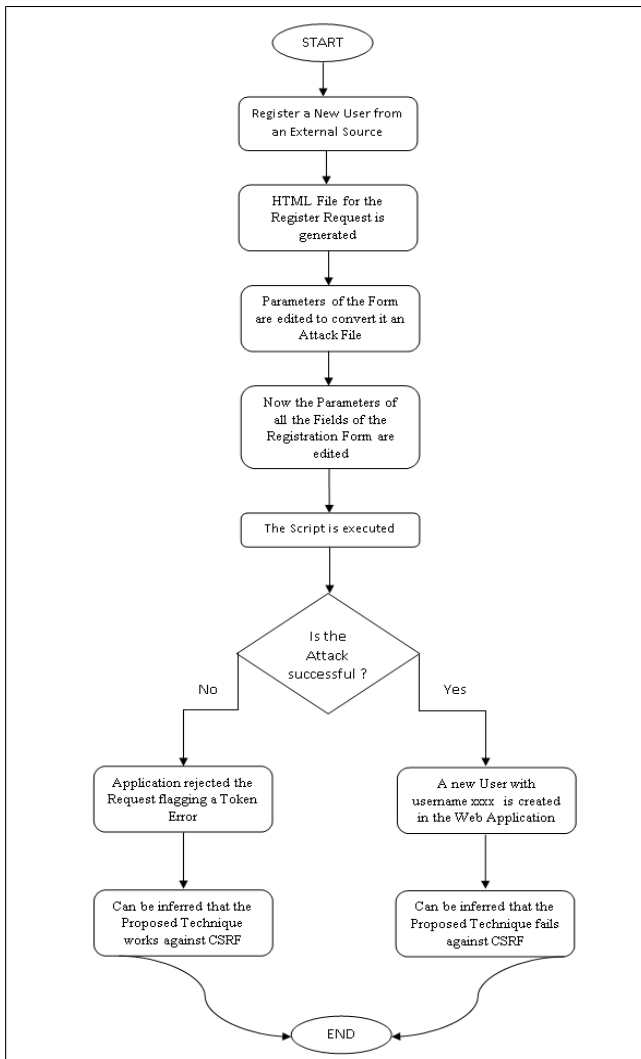 START
Register a New User from
an External Source
HTML File for the
Register Request is
generated
Parameters of the Form
are edited to convert it an
Attack File
Now the Parameters of
all the Fields of the
Registration Form are
edited
The Script is executed
Is the
Attack
successful ?
No
Yes
Application rejected the
Request flagging a Token
Error
A new User with
username xxxx is created
in the Web Application
Can be inferred that the
Proposed Technique
works against CSRF
Can be inferred that the
Proposed Technique fails
against CSRF
END